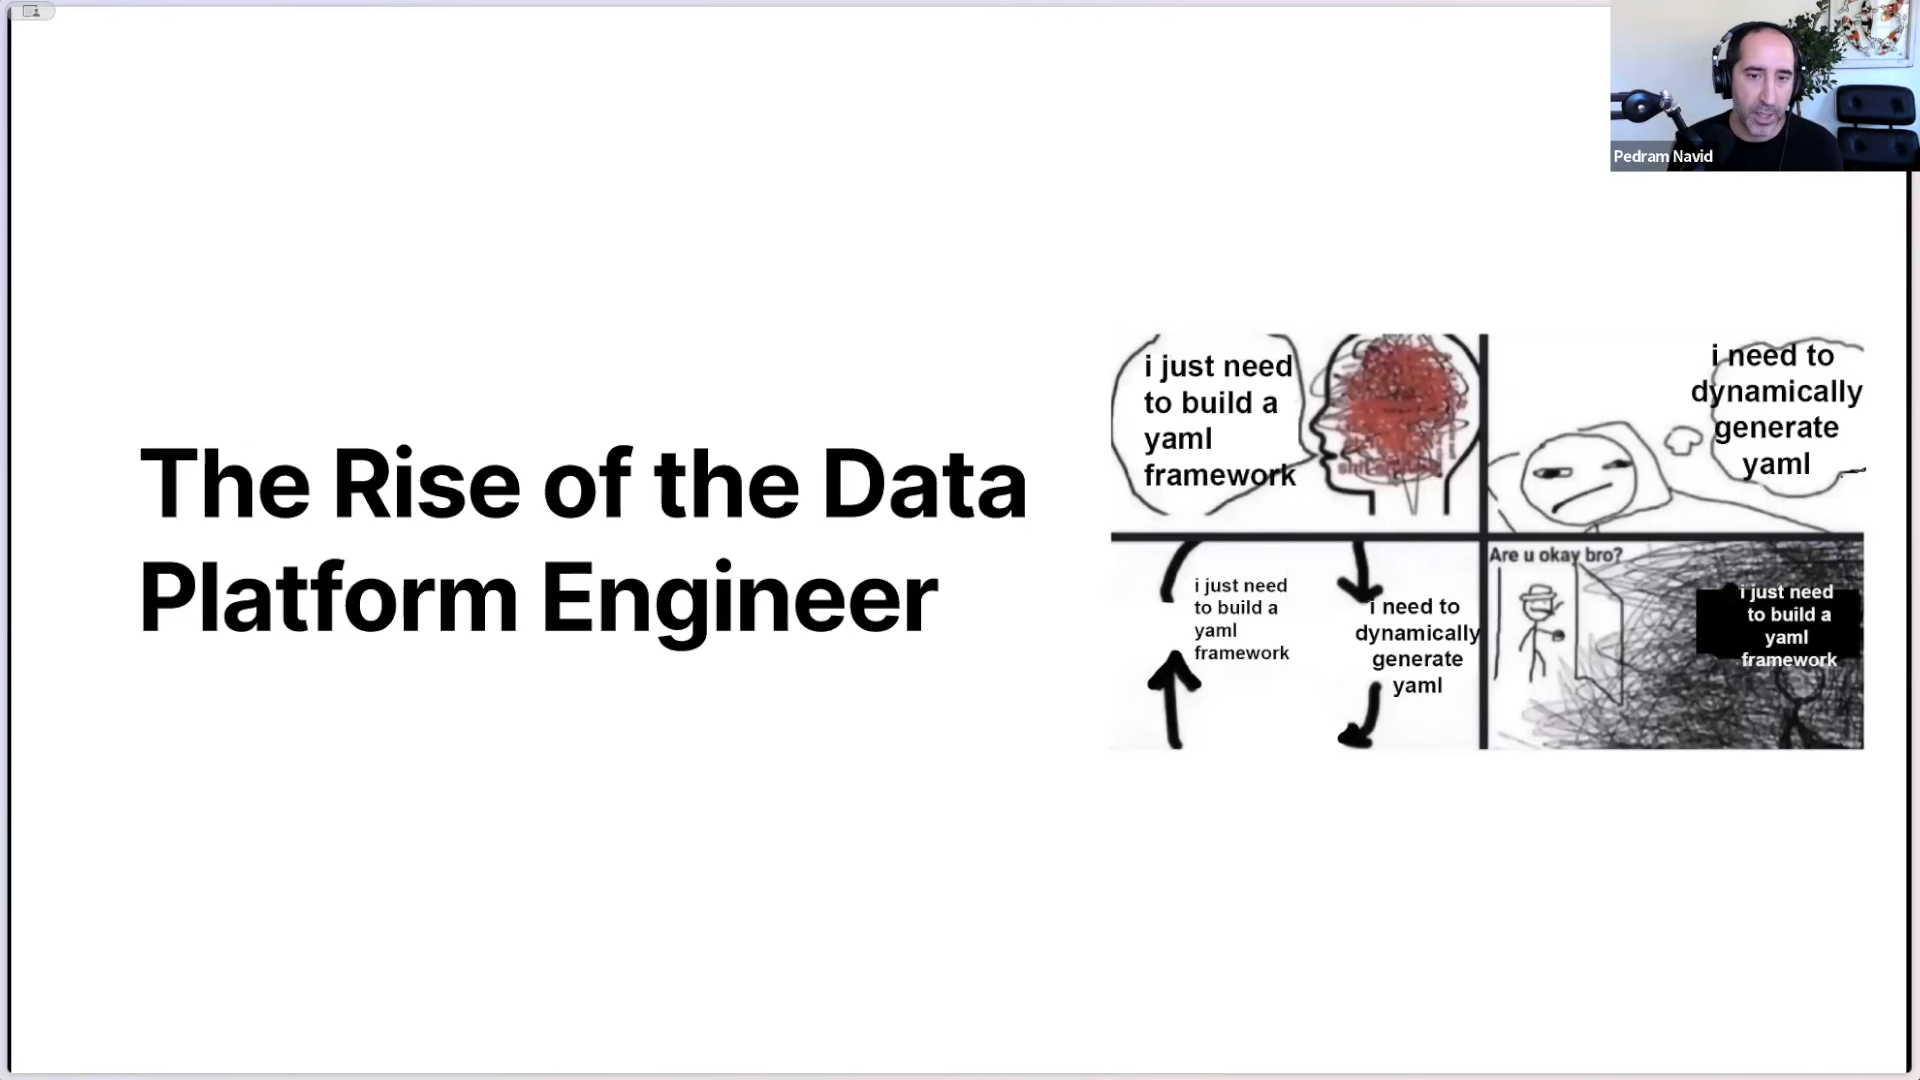 Pedram Navid
The Rise of the Data
Platform Engineer
i just need
to build a
yaml
framework
i need to
dynamically
generate
yaml
i just need
to build a
yaml
framework
i need to
dynamically
generate
yaml
Are u okay bro?
i just need
to build a
yaml
framework